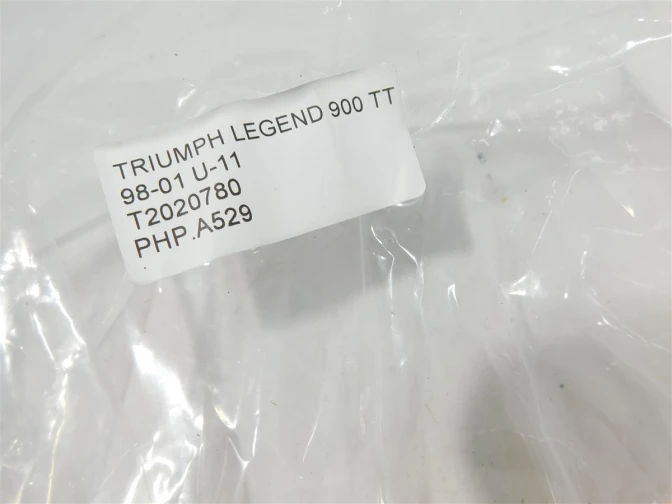 TRIUMPH LEGEND 900 TT
98-01 U-11
T2020780
PHP.A529